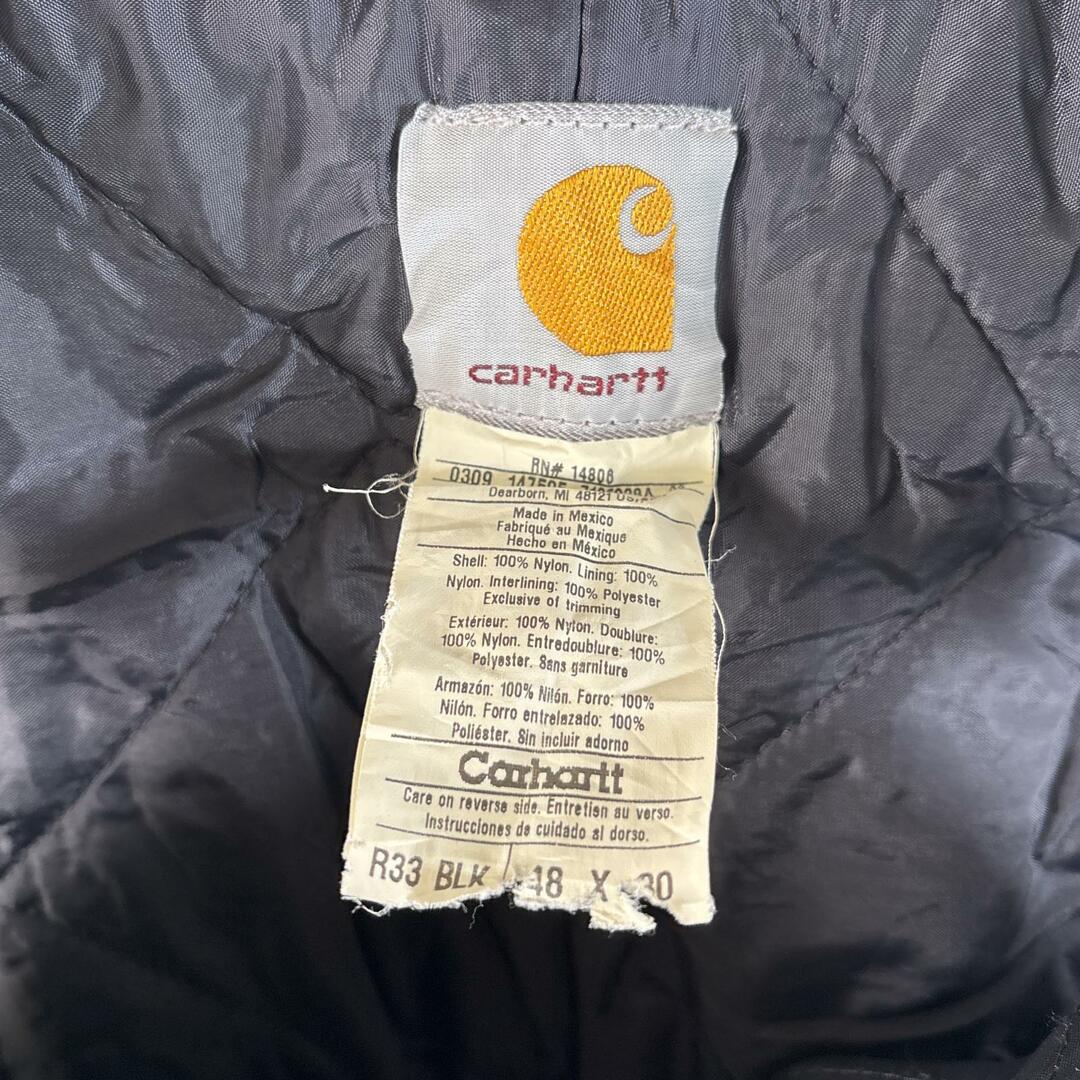 carhartt
RN# 14806
0309 147505
Dearborn, MI 48121
Made in Mexico
Fabriqué au Mexique
Hecho en México
Shell: 100% Nylon. Lining: 100%
Nylon. Interlining: 100% Polyester
Exclusive of trimming
Extérieur: 100% Nylon. Doublure:
100% Nylon. Entredoublure: 100%
Polyester. Sans garniture
Armazón: 100% Nilón. Forro: 100%
Nilón. Forro entrelazado: 100%
Poliéster. Sin incluir adorno
Carhartt
Care on reverse side. Entretien au verso.
Instrucciones de cuidado al dorso.
R33 BLK 48 X 30